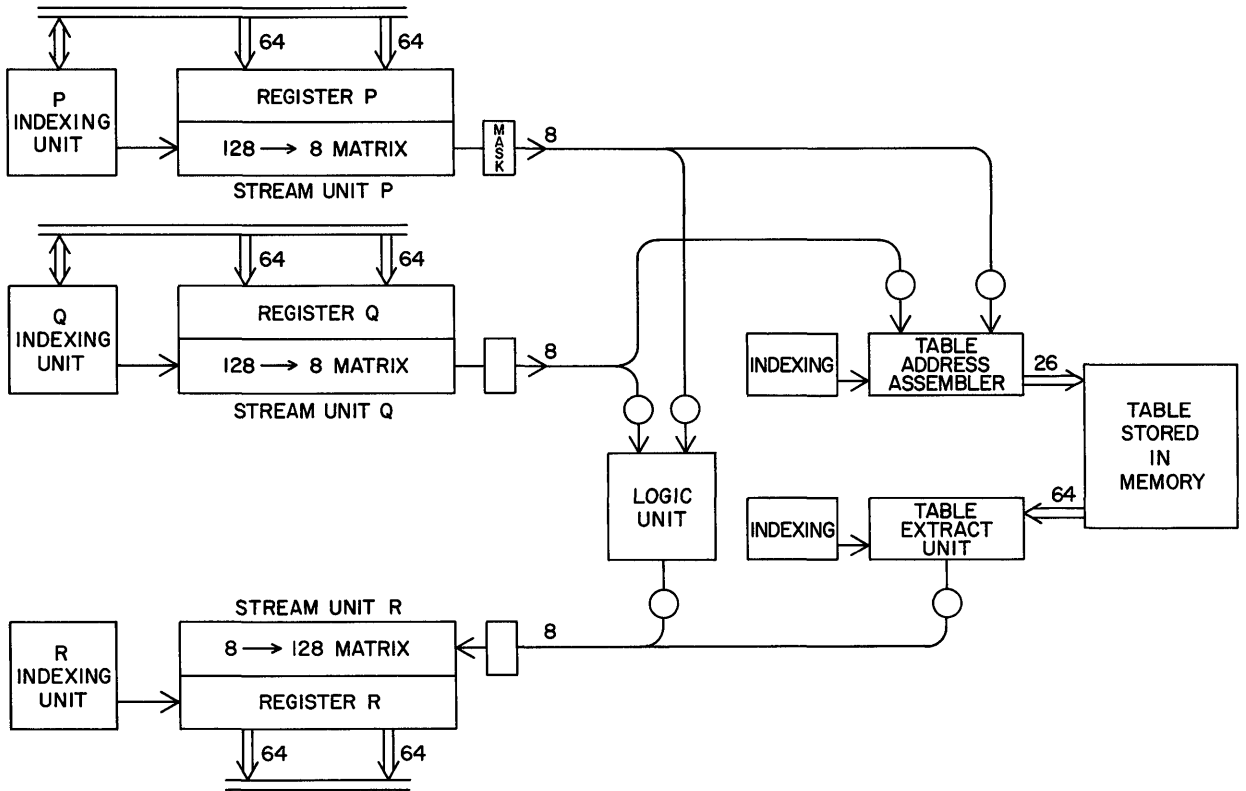 64
64
P
INDEXING
UNIT
REGISTER P
128 → 8 MATRIX
MASK
8
STREAM UNIT P
64
64
Q
INDEXING
UNIT
REGISTER Q
128 → 8 MATRIX
8
STREAM UNIT Q
INDEXING
TABLE
ADDRESS
ASSEMBLER
26
TABLE
STORED
IN
MEMORY
LOGIC
UNIT
INDEXING
TABLE
EXTRACT
UNIT
64
STREAM UNIT R
R
INDEXING
UNIT
8 → 128 MATRIX
8
REGISTER R
64
64